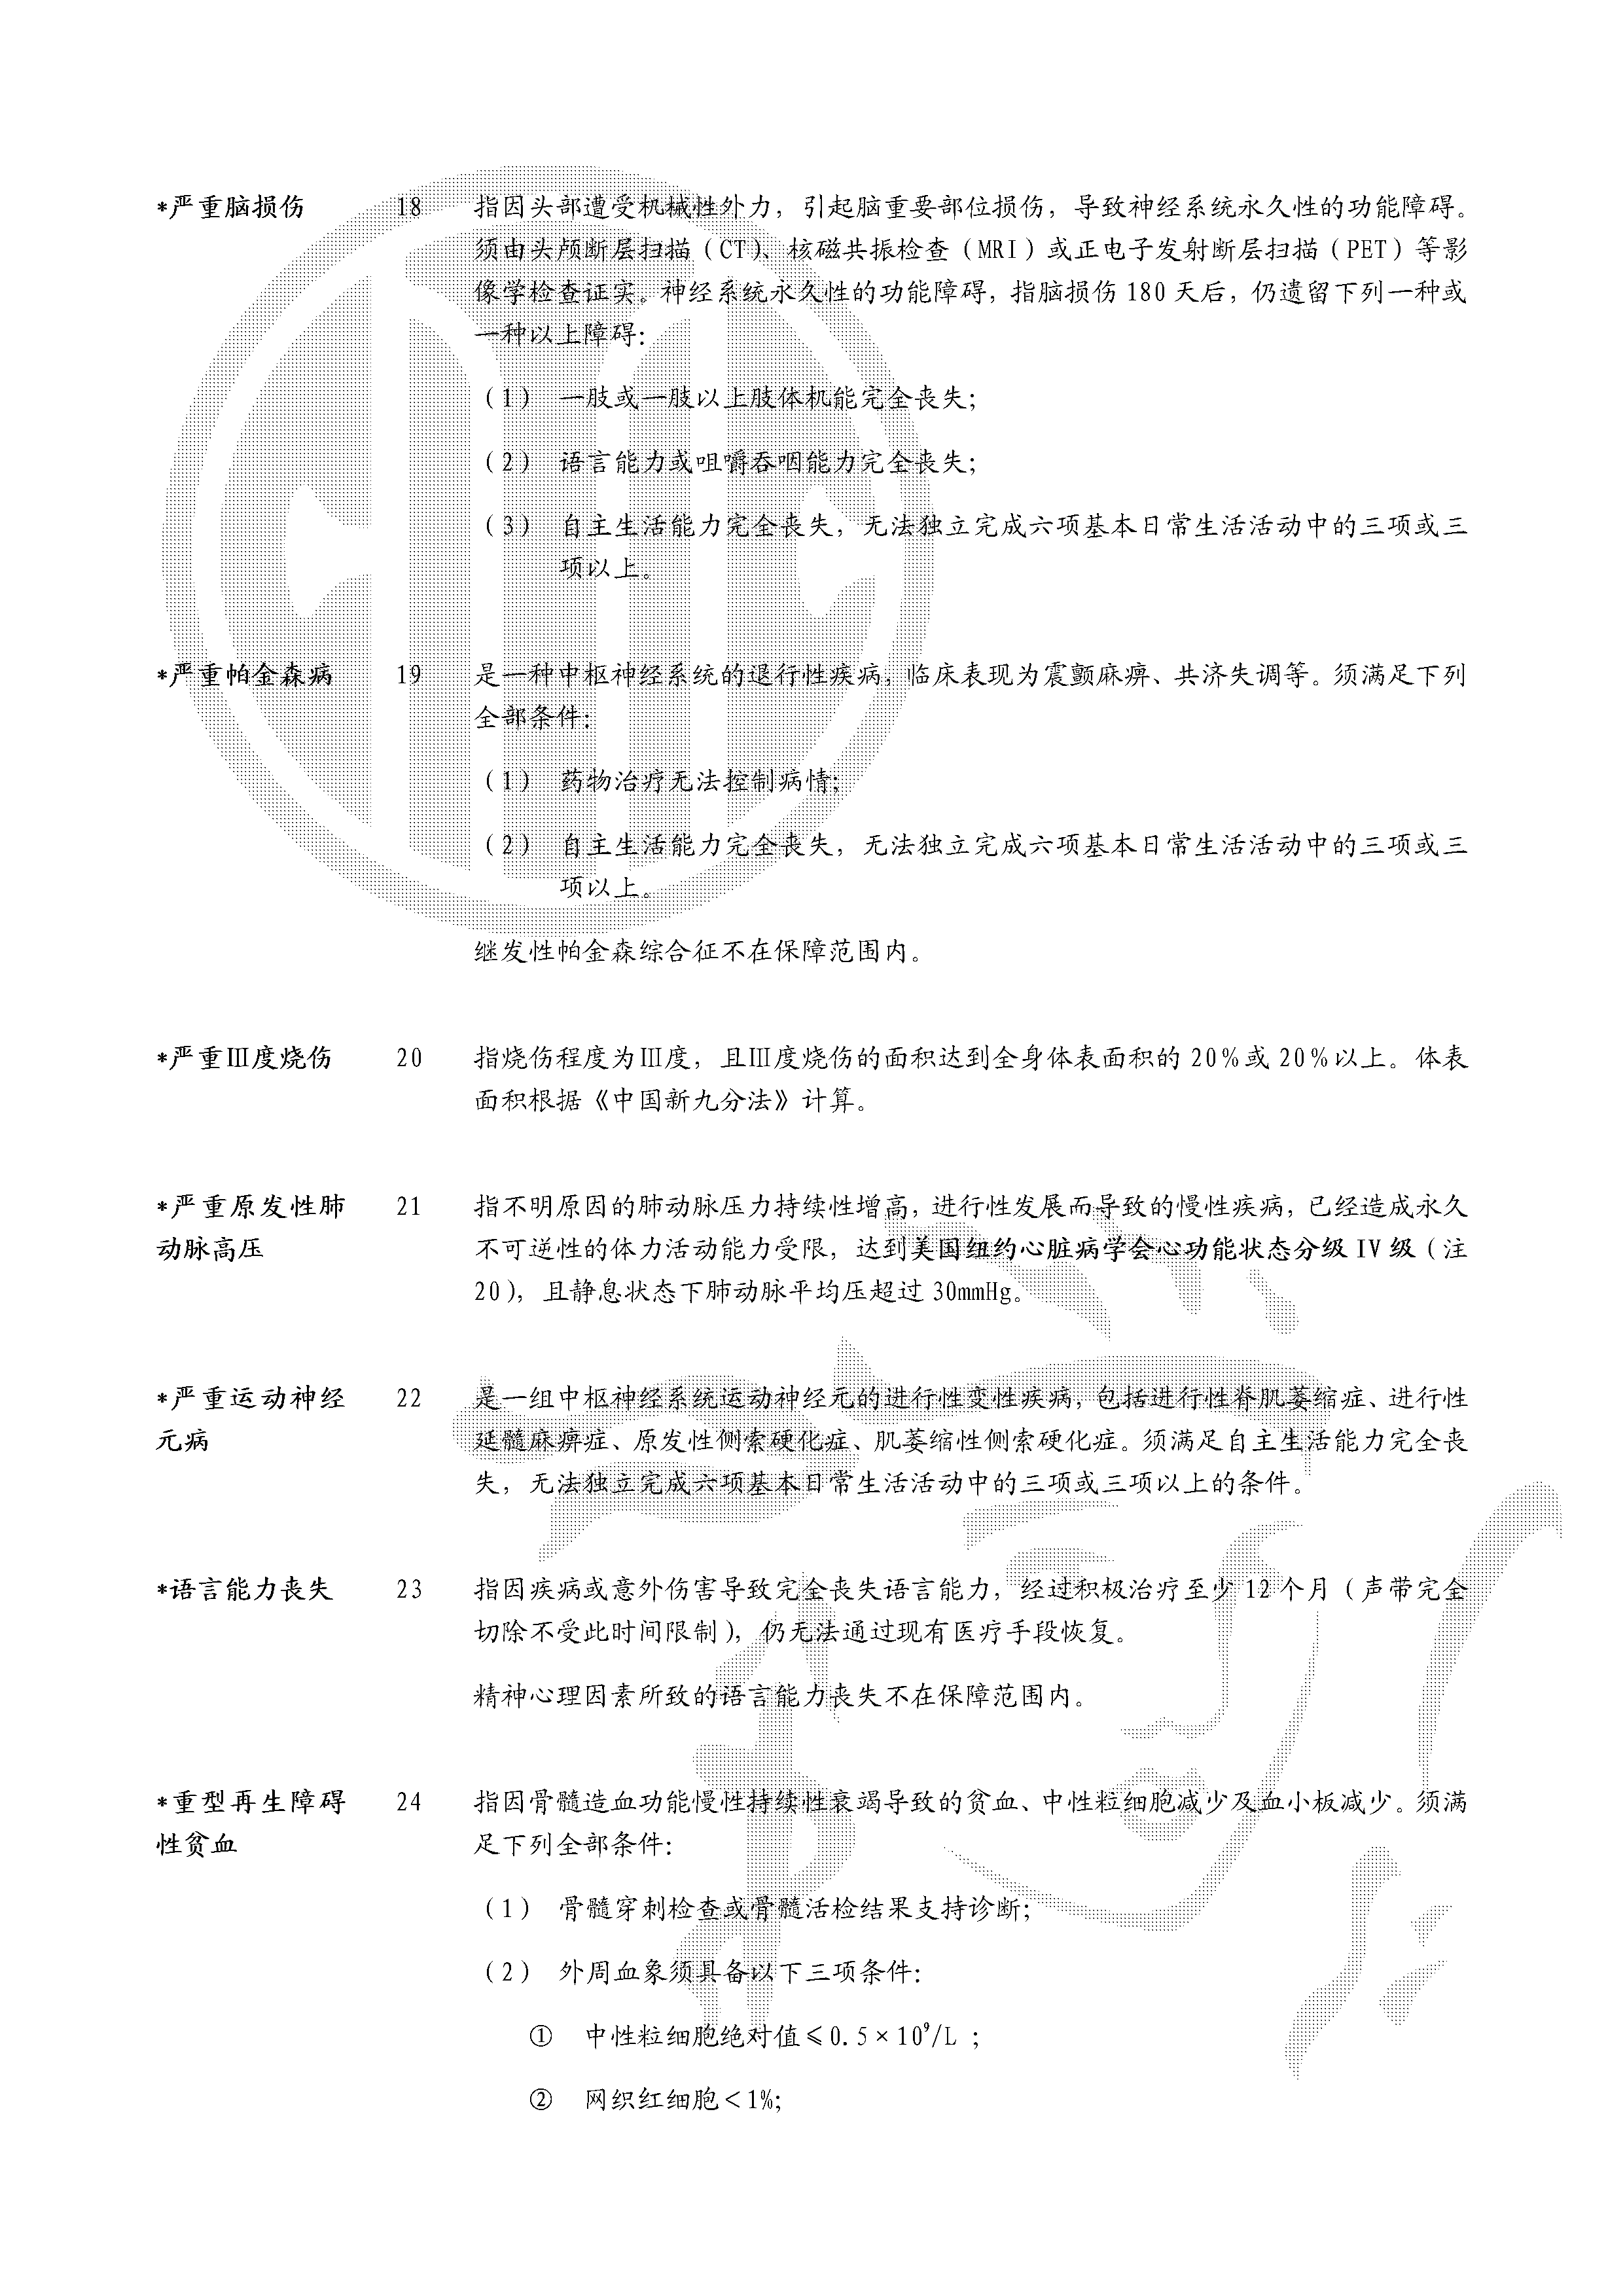 *严重脑损伤 18 指因头部遭受机械性外力，引起脑重要部位损伤，导致神经系统永久性的功能障碍。
须由头颅断层扫描（CT）、核磁共振检查（MRI）或正电子发射断层扫描（PET）等影
像学检查证实。神经系统永久性的功能障碍，指脑损伤 180 天后，仍遗留下列一种或
一种以上障碍：
（1） 一肢或一肢以上肢体机能完全丧失；
（2） 语言能力或咀嚼吞咽能力完全丧失；
（3） 自主生活能力完全丧失，无法独立完成六项基本日常生活活动中的三项或三
项以上。
*严重帕金森病 19 是一种中枢神经系统的退行性疾病，临床表现为震颤麻痹、共济失调等。须满足下列
全部条件：
（1） 药物治疗无法控制病情；
（2） 自主生活能力完全丧失，无法独立完成六项基本日常生活活动中的三项或三
项以上。
继发性帕金森综合征不在保障范围内。
*严重Ⅲ度烧伤 20 指烧伤程度为Ⅲ度，且Ⅲ度烧伤的面积达到全身体表面积的 20%或 20%以上。体表
面积根据《中国新九分法》计算。
*严重原发性肺 21 指不明原因的肺动脉压力持续性增高，进行性发展而导致的慢性疾病，已经造成永久
动脉高压 不可逆性的体力活动能力受限，达到美国纽约心脏病学会心功能状态分级 IV 级（注
20），且静息状态下肺动脉平均压超过 30mmHg。
*严重运动神经 22 是一组中枢神经系统运动神经元的进行性变性疾病，包括进行性脊肌萎缩症、进行性
元病 延髓麻痹症、原发性侧索硬化症、肌萎缩性侧索硬化症。须满足自主生活能力完全丧
失，无法独立完成六项基本日常生活活动中的三项或三项以上的条件。
*语言能力丧失 23 指因疾病或意外伤害导致完全丧失语言能力，经过积极治疗至少 12 个月（声带完全
切除不受此时间限制），仍无法通过现有医疗手段恢复。
精神心理因素所致的语言能力丧失不在保障范围内。
*重型再生障碍 24 指因骨髓造血功能慢性持续性衰竭导致的贫血、中性粒细胞减少及血小板减少。须满
性贫血 足下列全部条件：
（1） 骨髓穿刺检查或骨髓活检结果支持诊断；
（2） 外周血象须具备以下三项条件：
① 中性粒细胞绝对值≤0.5×10⁹/L ；
② 网织红细胞＜1%；